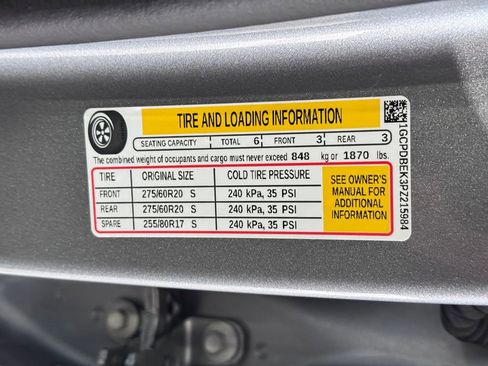 TIRE AND LOADING INFORMATION
SEATING CAPACITY TOTAL 6 FRONT 3 REAR 3
The combined weight of occupants and cargo must never exceed 848 kg or 1870 lbs.
TIRE ORIGINAL SIZE COLD TIRE PRESSURE
FRONT 275/60R20 S 240 kPa, 35 PSI
REAR 275/60R20 S 240 kPa, 35 PSI
SPARE 255/80R17 S 240 kPa, 35 PSI
SEE OWNER'S
MANUAL FOR
ADDITIONAL
INFORMATION
1GCPDBEK3PZ215984